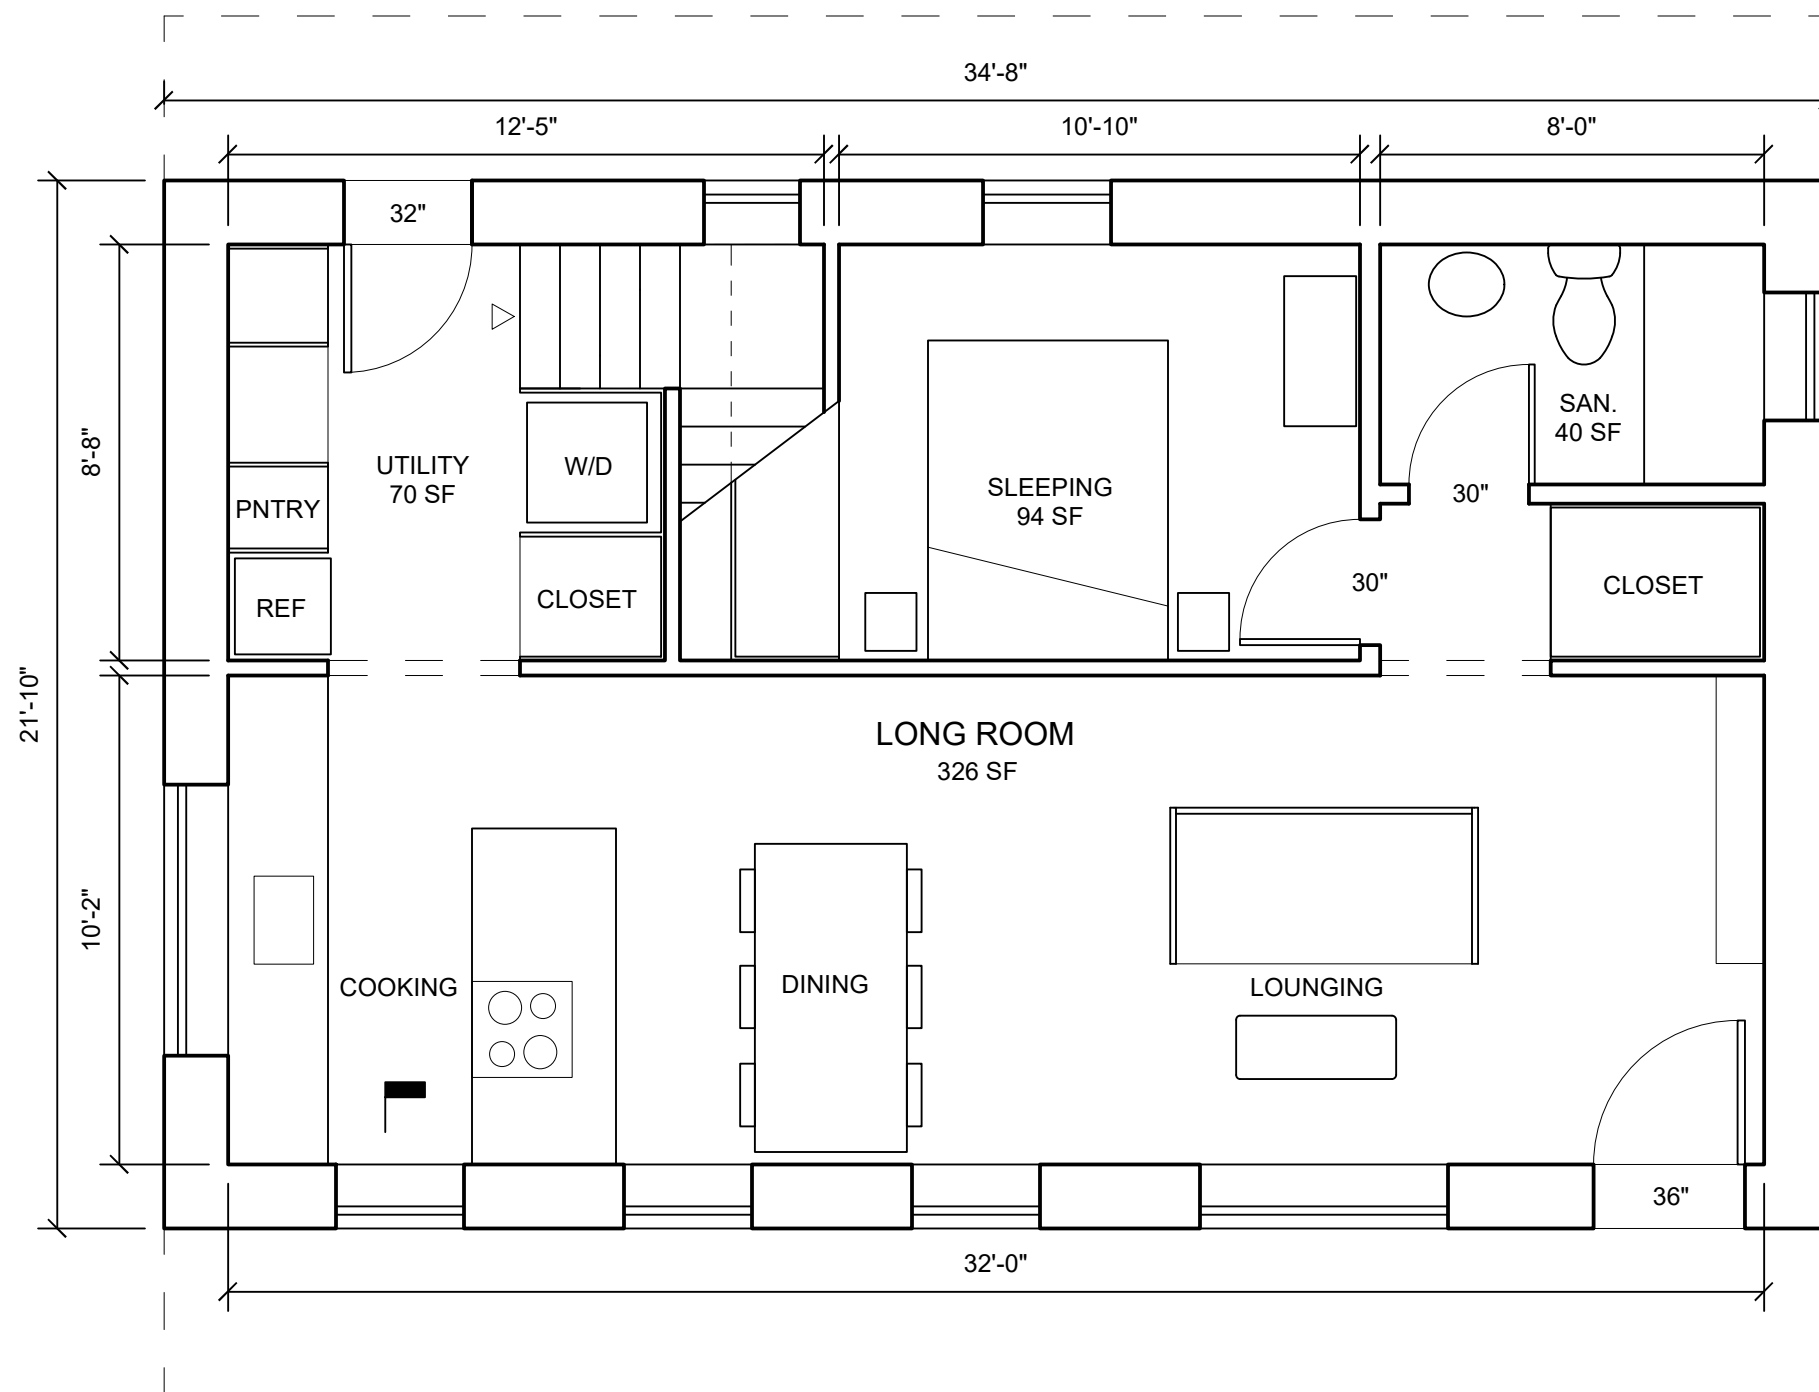 34'-8"
12'-5"
10'-10"
8'-0"
32"
8'-8"
SAN.
40 SF
UTILITY
70 SF
W/D
SLEEPING
94 SF
30"
PNTRY
30"
CLOSET
CLOSET
REF
21'-10"
LONG ROOM
326 SF
10'-2"
COOKING
DINING
LOUNGING
36"
32'-0"